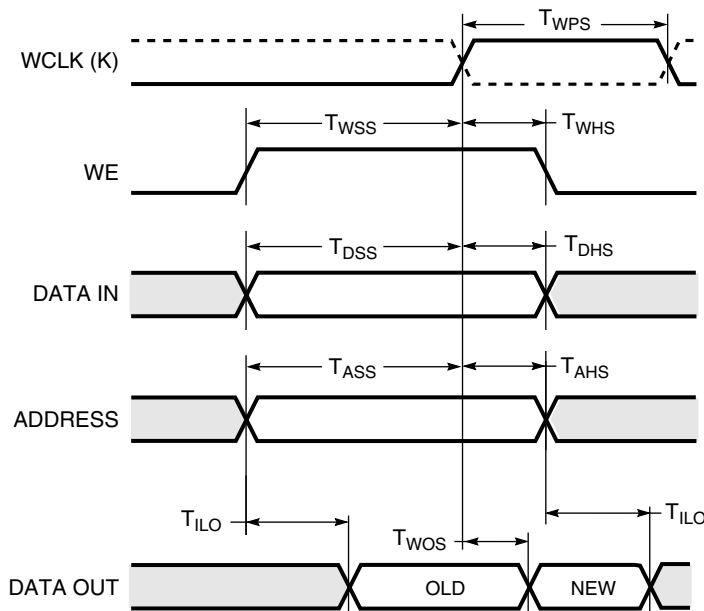 T_WPS
WCLK (K)
T_WSS
T_WHS
WE
T_DSS
T_DHS
DATA IN
T_ASS
T_AHS
ADDRESS
T_ILO
T_WOS
T_ILO
DATA OUT
OLD
NEW